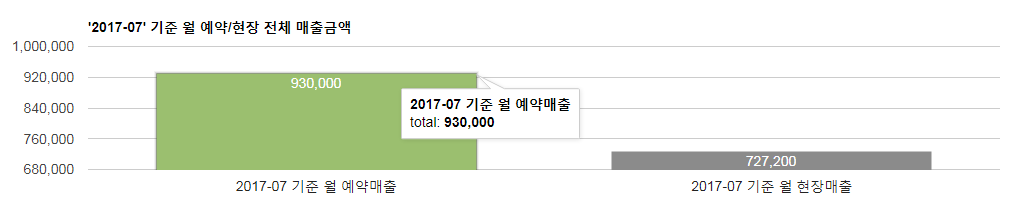 '2017-07' 기준 월 예약/현장 전체 매출금액
1,000,000
920,000
840,000
760,000
680,000
930,000
2017-07 기준 월 예약매출
total: 930,000
727,200
2017-07 기준 월 예약매출
2017-07 기준 월 현장매출